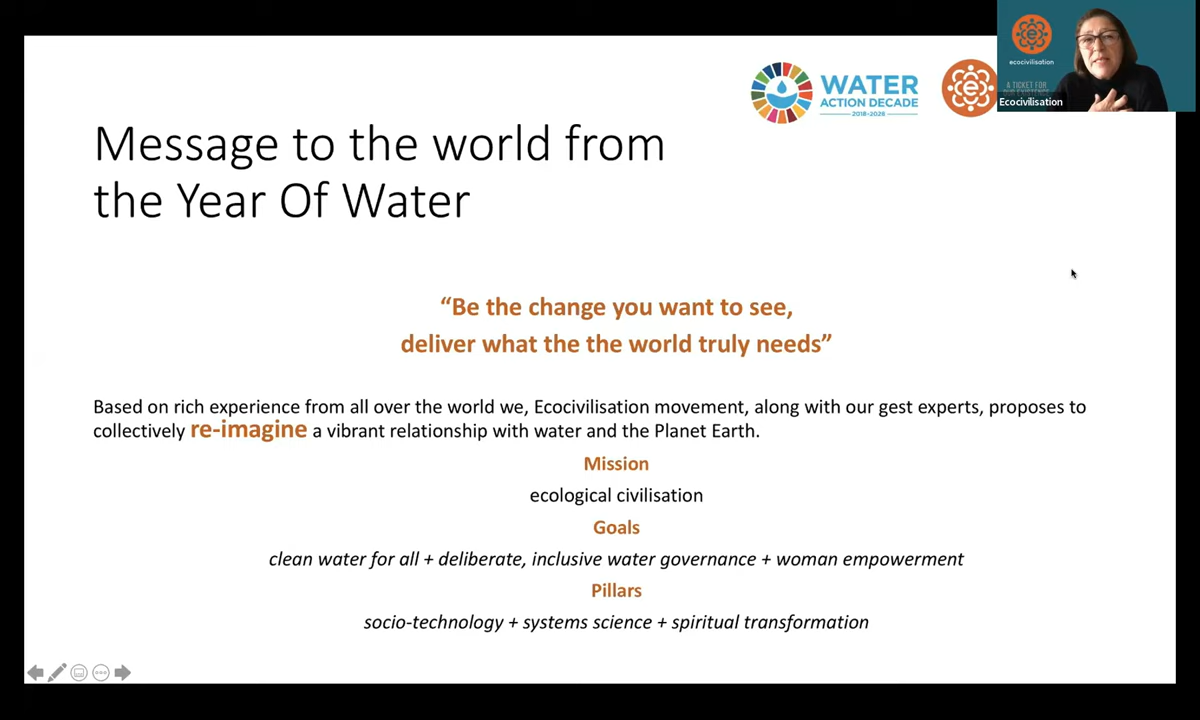 WATER
ACTION DECADE
2018-2028
e
e
ecocivilisation
A TICKET FOR
Ecocivilisation
Message to the world from
the Year Of Water
“Be the change you want to see,
deliver what the the world truly needs”
Based on rich experience from all over the world we, Ecocivilisation movement, along with our gest experts, proposes to
collectively re-imagine a vibrant relationship with water and the Planet Earth.
Mission
ecological civilisation
Goals
clean water for all + deliberate, inclusive water governance + woman empowerment
Pillars
socio-technology + systems science + spiritual transformation